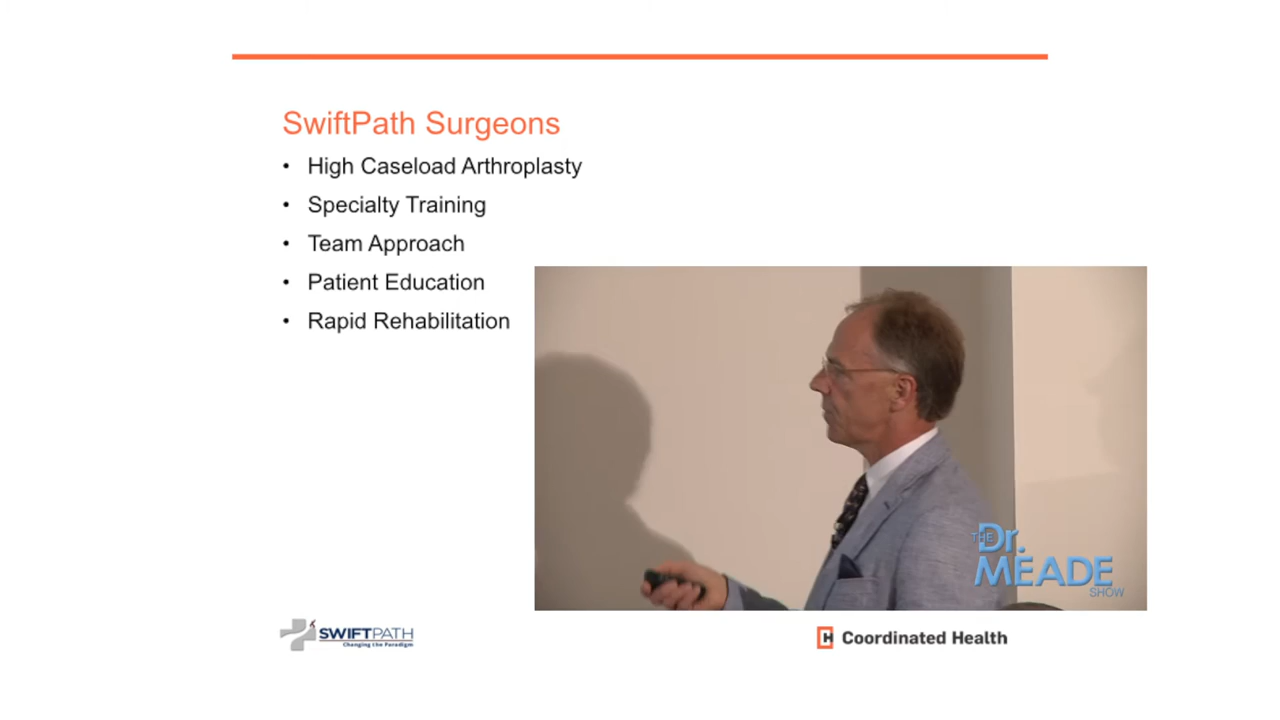 SwiftPath Surgeons
• High Caseload Arthroplasty
• Specialty Training
• Team Approach
• Patient Education
• Rapid Rehabilitation
THE Dr.
MEADE
SHOW
SWIFTPATH
Changing the Paradigm
H Coordinated Health